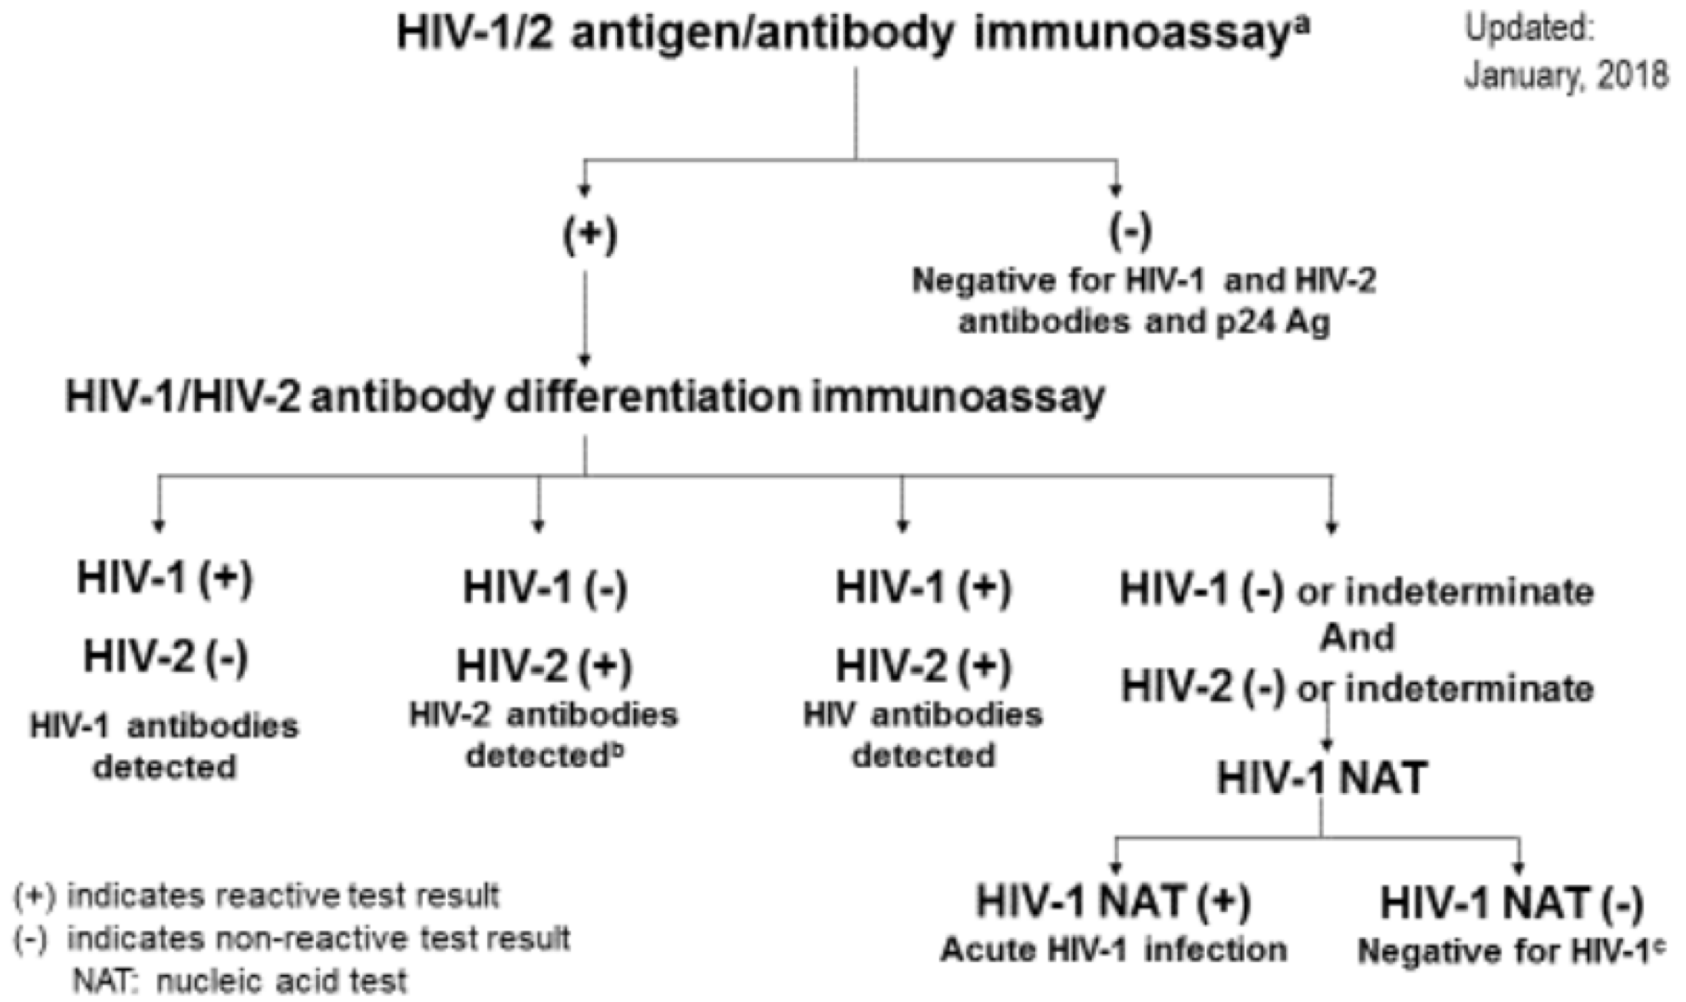 HIV-1/2 antigen/antibody immunoassayᵃ
Updated:
January, 2018
(+)
(-)
Negative for HIV-1 and HIV-2
antibodies and p24 Ag
HIV-1/HIV-2 antibody differentiation immunoassay
HIV-1 (+)
HIV-2 (-)
HIV-1 antibodies
detected
HIV-1 (-)
HIV-2 (+)
HIV-2 antibodies
detectedᵇ
HIV-1 (+)
HIV-2 (+)
HIV antibodies
detected
HIV-1 (-) or indeterminate
And
HIV-2 (-) or indeterminate
HIV-1 NAT
HIV-1 NAT (+)
Acute HIV-1 infection
HIV-1 NAT (-)
Negative for HIV-1ᶜ
(+) indicates reactive test result
(-) indicates non-reactive test result
NAT: nucleic acid test